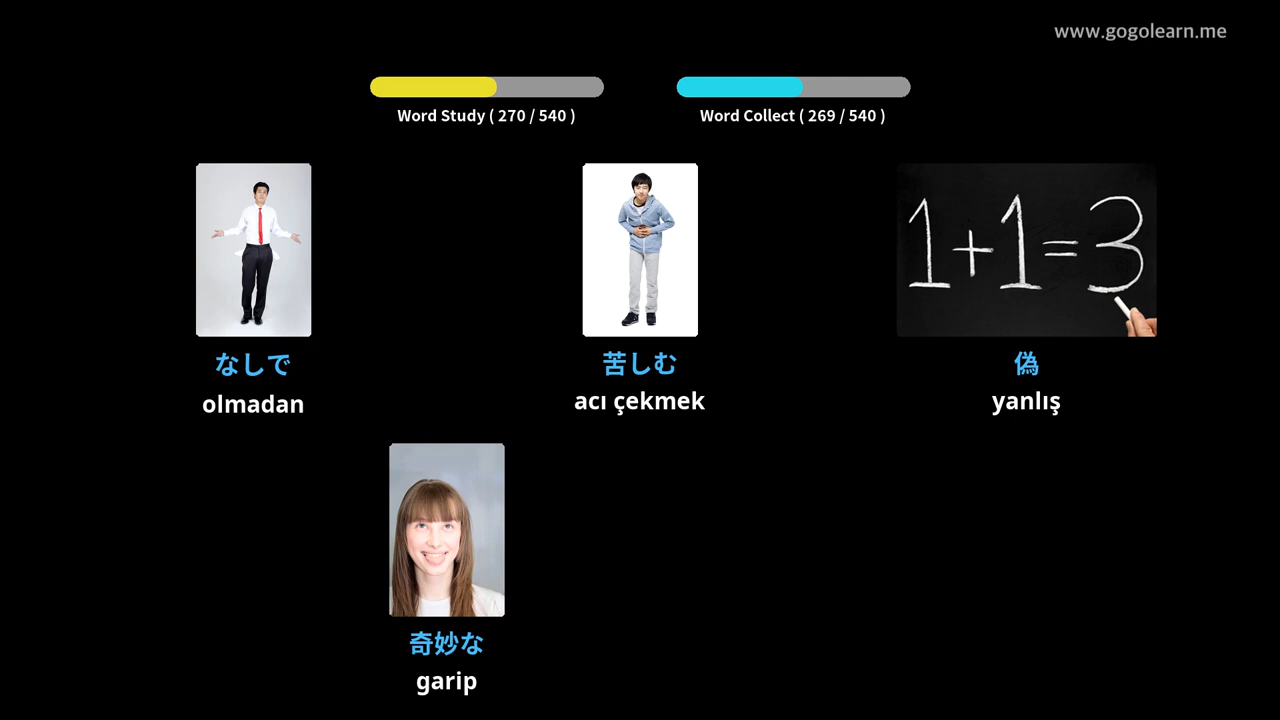 www.gogolearn.me
Word Study ( 270 / 540 )
Word Collect ( 269 / 540 )
1+1=3
なしで
olmadan
苦しむ
acı çekmek
偽
yanlış
奇妙な
garip